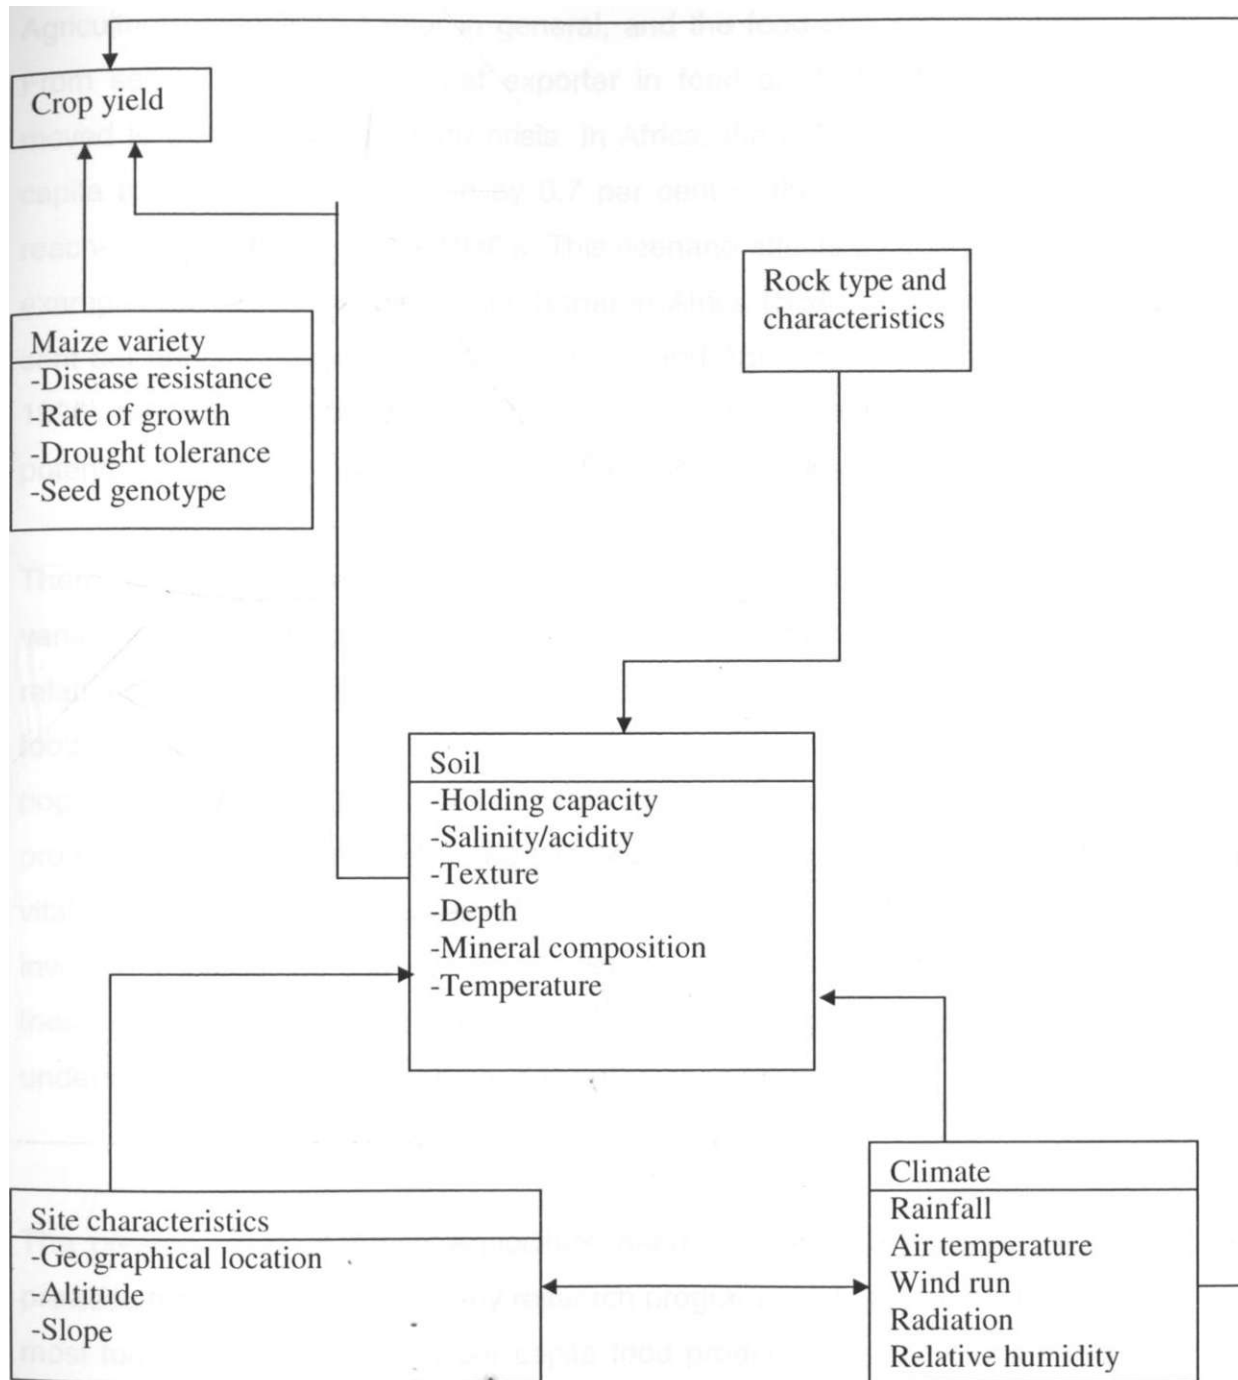 Crop yield
Maize variety
-Disease resistance
-Rate of growth
-Drought tolerance
-Seed genotype
Rock type and
characteristics
Soil
-Holding capacity
-Salinity/acidity
-Texture
-Depth
-Mineral composition
-Temperature
Site characteristics
-Geographical location
-Altitude
-Slope
Climate
Rainfall
Air temperature
Wind run
Radiation
Relative humidity